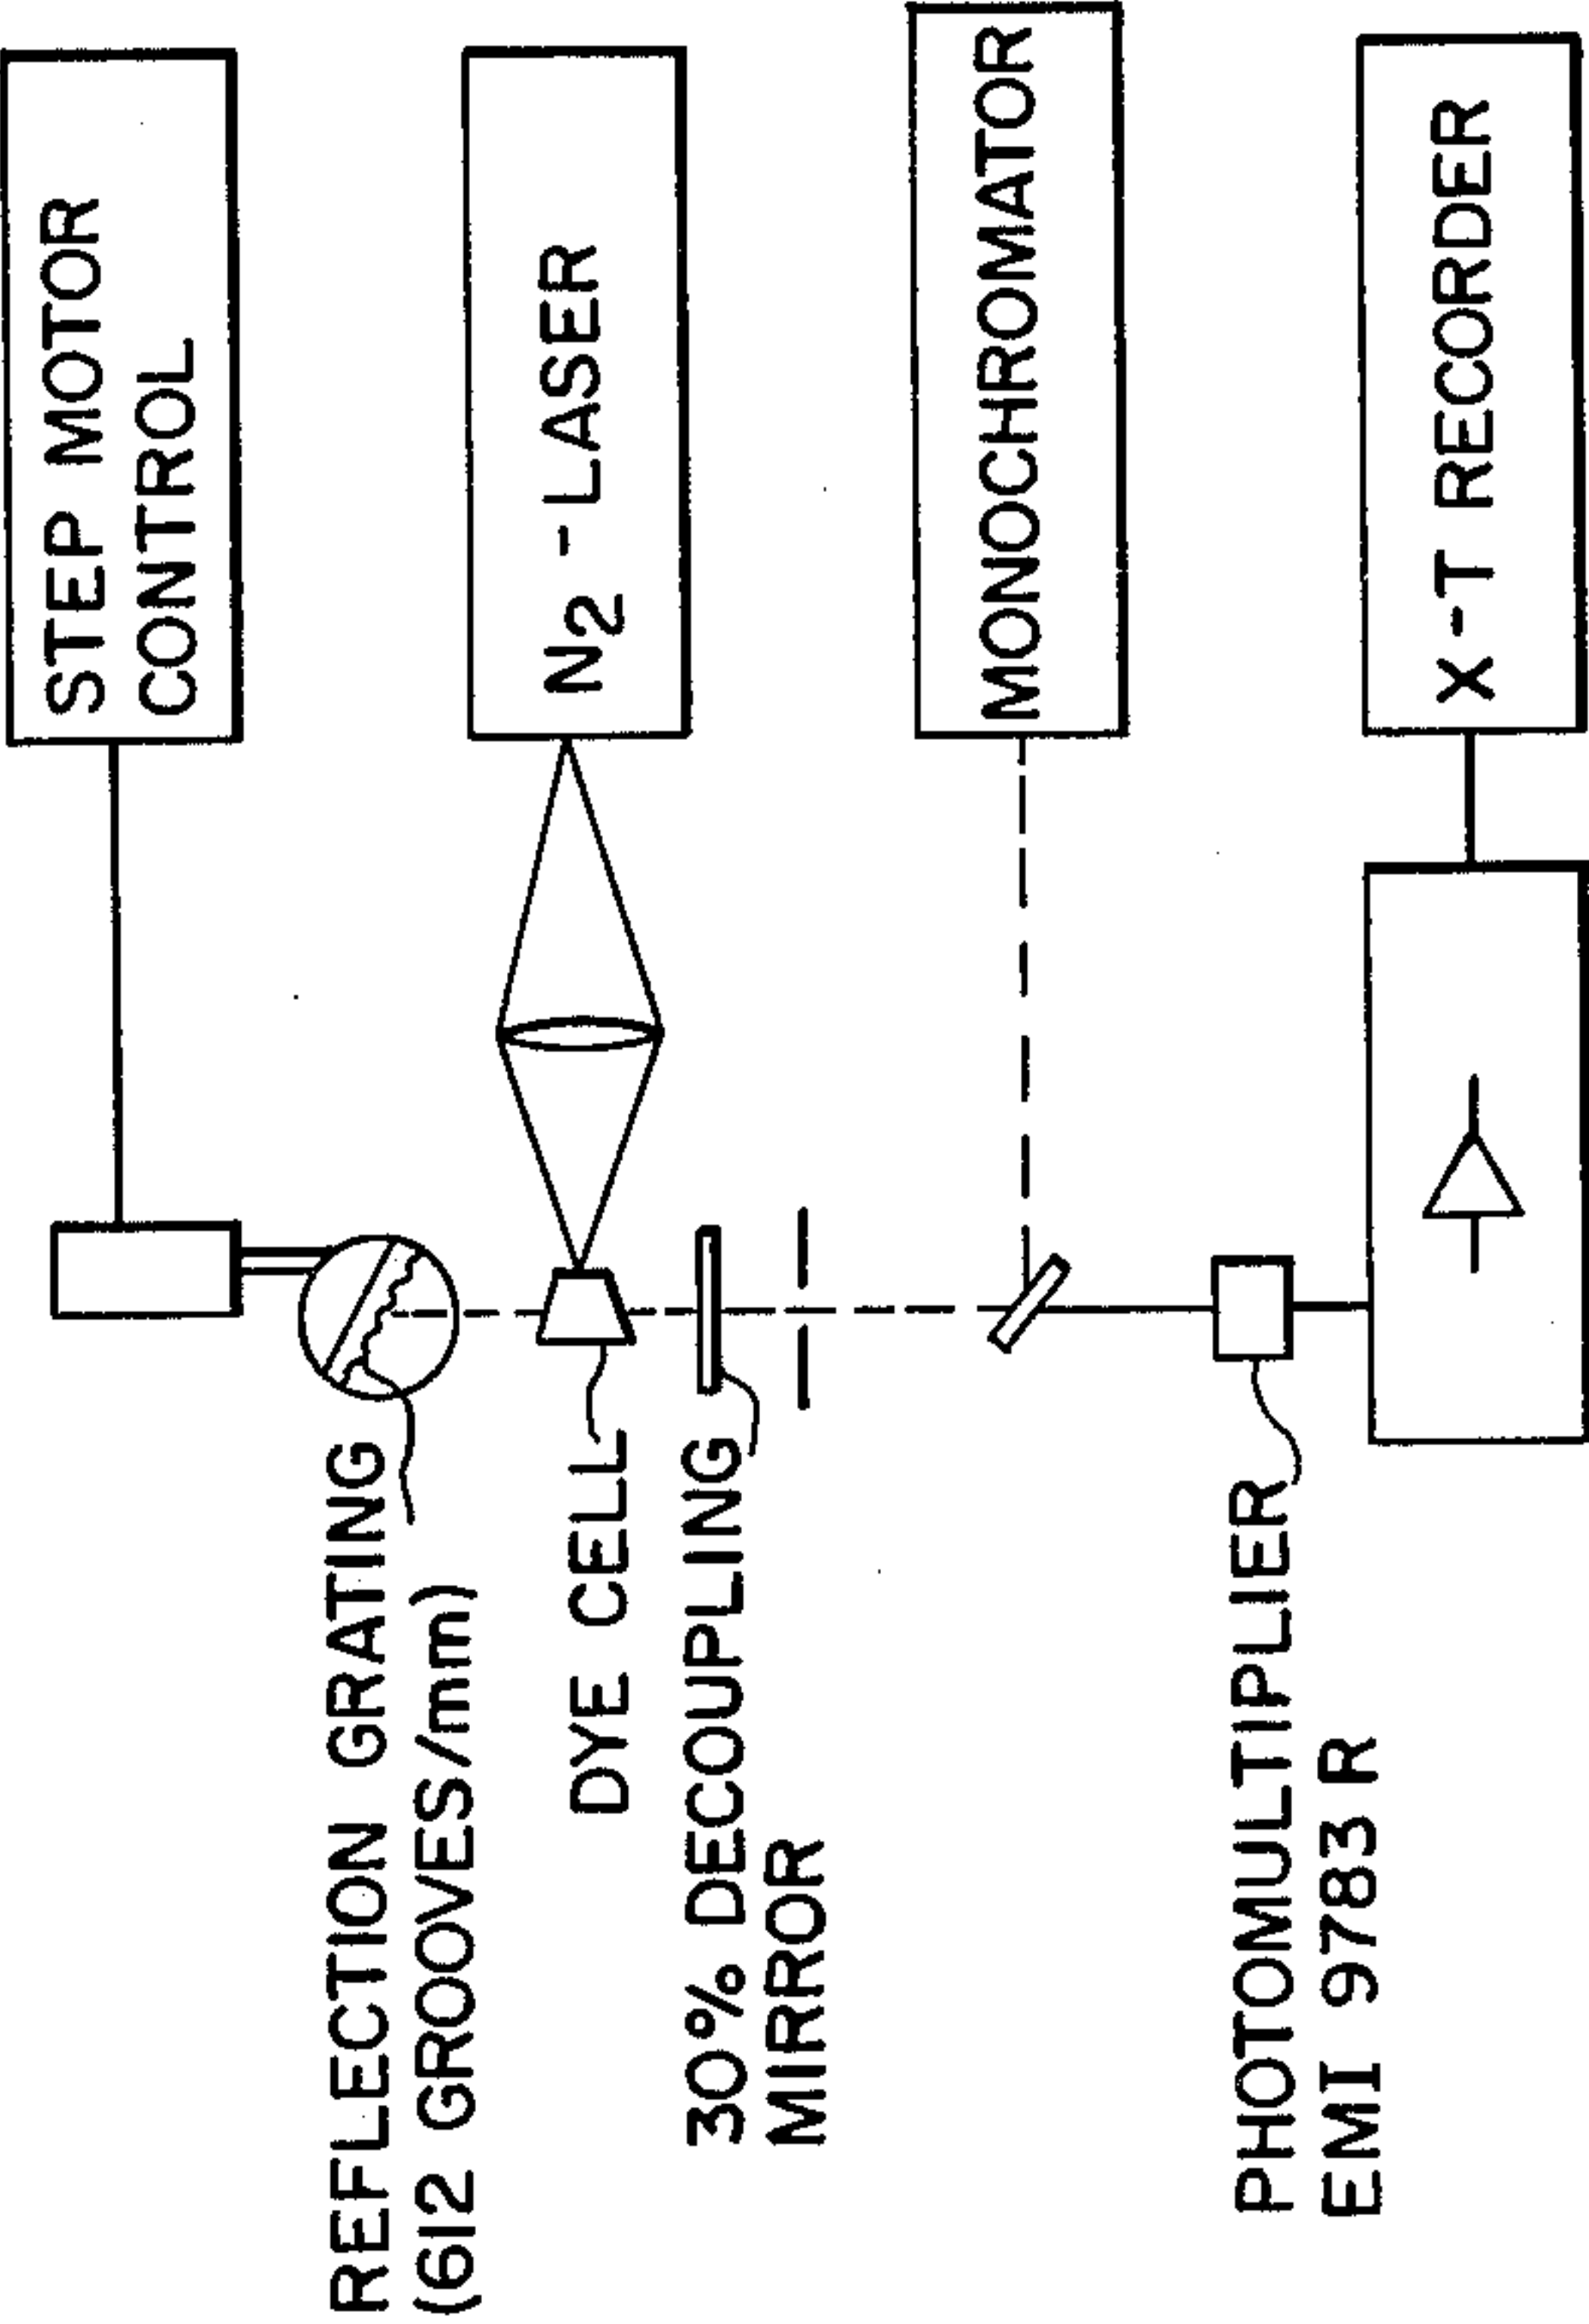 STEP MOTOR
CONTROL
N₂-LASER
MONOCHROMATOR
X-T RECORDER
REFLECTION GRATING
(612 GROOVES/mm)
DYE CELL
30% DECOUPLING
MIRROR
PHOTOMULTIPLIER
EMI 9783 R